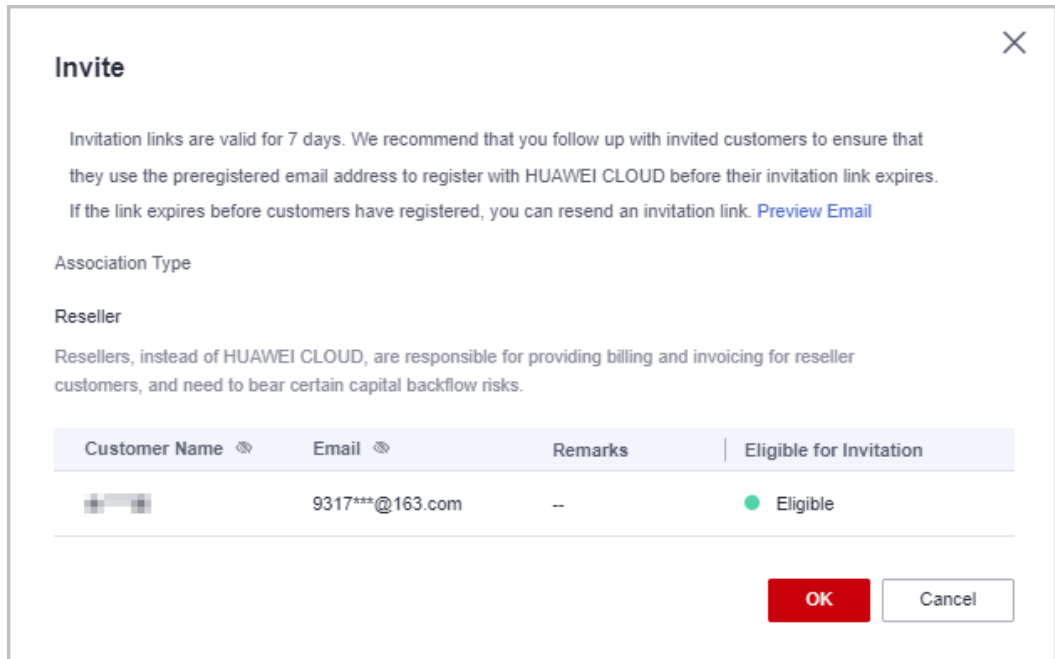 Invite
Invitation links are valid for 7 days. We recommend that you follow up with invited customers to ensure that
they use the preregistered email address to register with HUAWEI CLOUD before their invitation link expires.
If the link expires before customers have registered, you can resend an invitation link. Preview Email
Association Type
Reseller
Resellers, instead of HUAWEI CLOUD, are responsible for providing billing and invoicing for reseller
customers, and need to bear certain capital backflow risks.
Customer Name Email Remarks Eligible for Invitation
9317***@163.com -- Eligible
OK Cancel